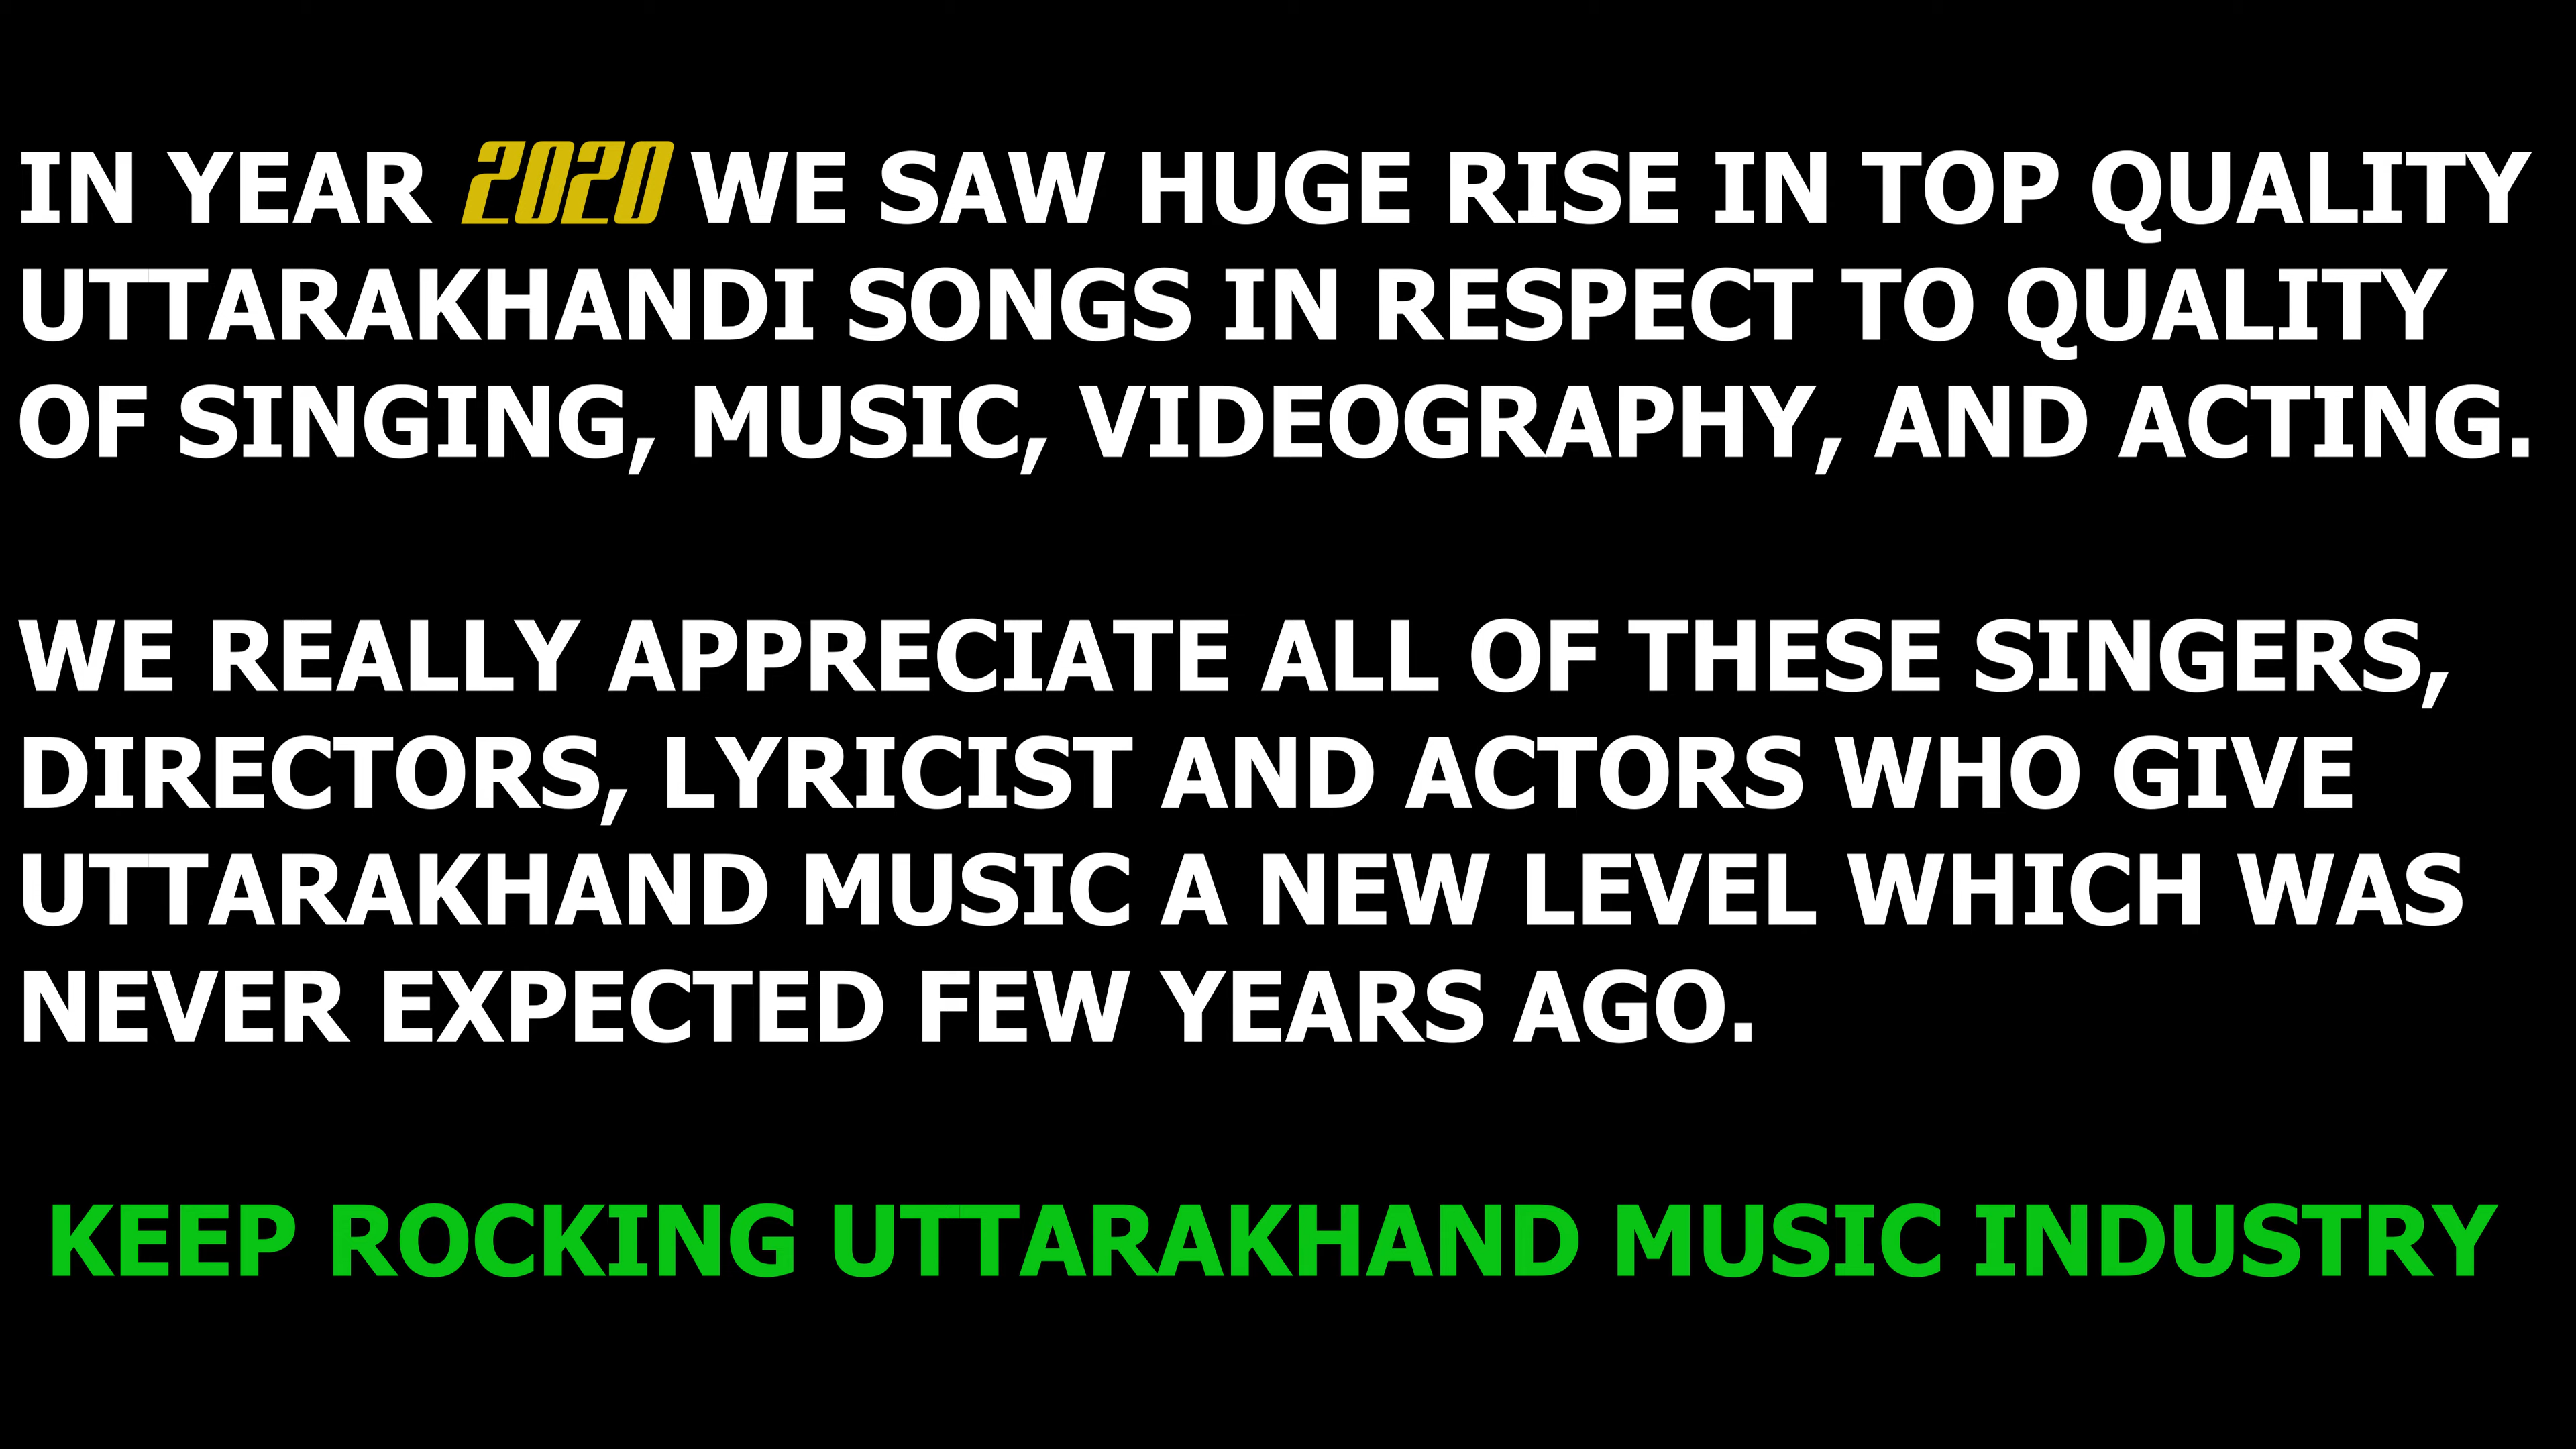 IN YEAR 2020 WE SAW HUGE RISE IN TOP QUALITY
UTTARAKHANDI SONGS IN RESPECT TO QUALITY
OF SINGING, MUSIC, VIDEOGRAPHY, AND ACTING.
WE REALLY APPRECIATE ALL OF THESE SINGERS,
DIRECTORS, LYRICIST AND ACTORS WHO GIVE
UTTARAKHAND MUSIC A NEW LEVEL WHICH WAS
NEVER EXPECTED FEW YEARS AGO.
KEEP ROCKING UTTARAKHAND MUSIC INDUSTRY